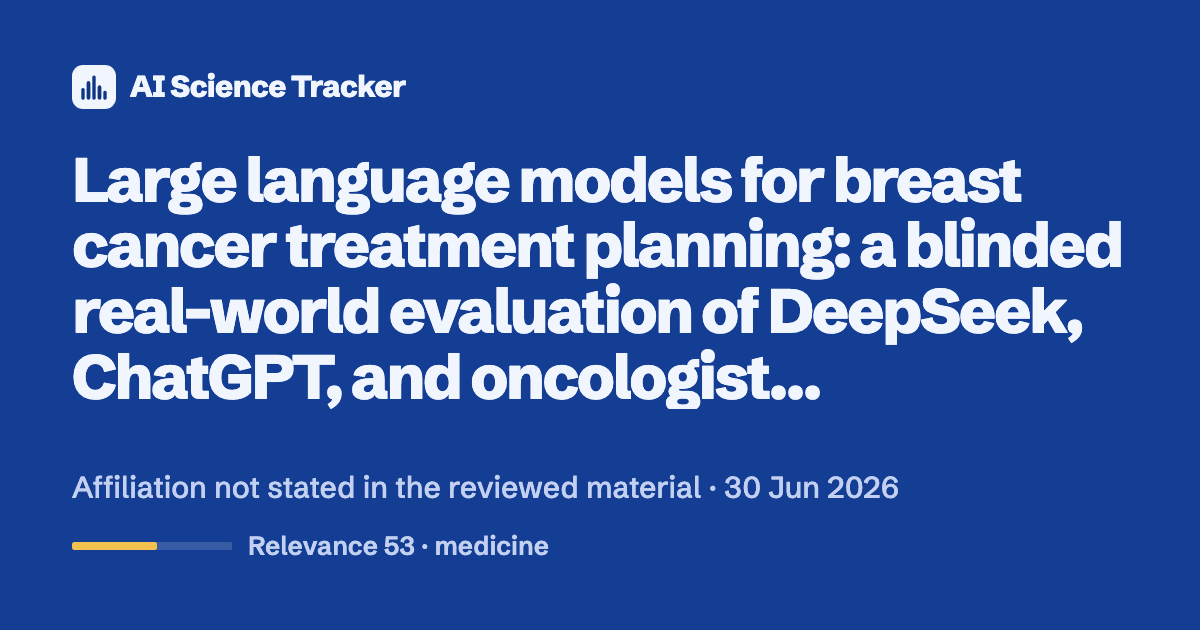 AI Science Tracker
Large language models for breast
cancer treatment planning: a blinded
real-world evaluation of DeepSeek,
ChatGPT, and oncologist...
Affiliation not stated in the reviewed material · 30 Jun 2026
Relevance 53 · medicine